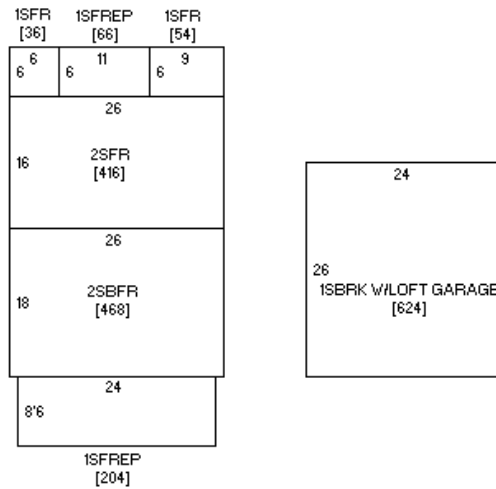 1SFR 1SFREP 1SFR
[36] [66] [54]
6 11 9
6 6 6
26
16 2SFR
[416]
24
26
26
1SBRK W/LOFT GARAGE
18 2SBFR
[468] [624]
24
8'6
1SFREP
[204]